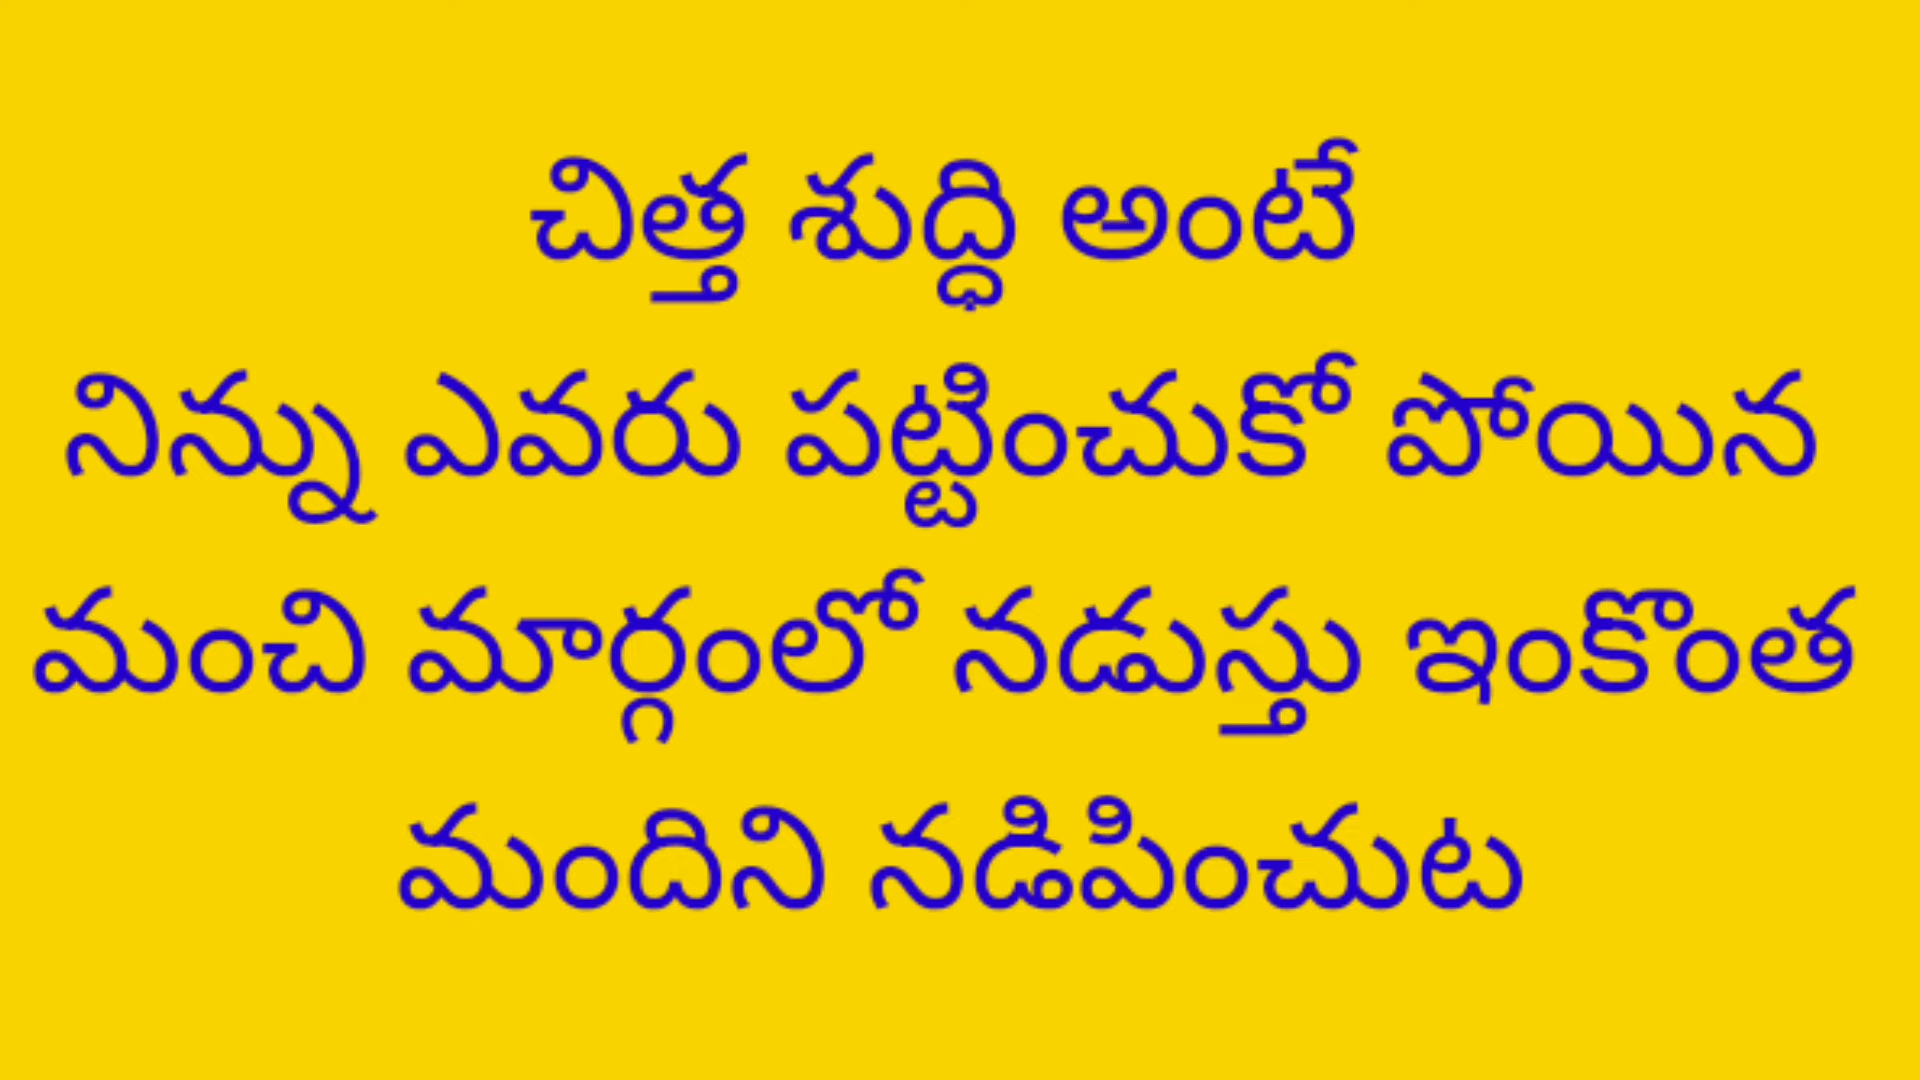 చిత్త శుద్ధి అంటే
నిన్ను ఎవరు పట్టించుకో పోయిన
మంచి మార్గంలో నడుస్తు ఇంకొంత
మందిని నడిపించుట